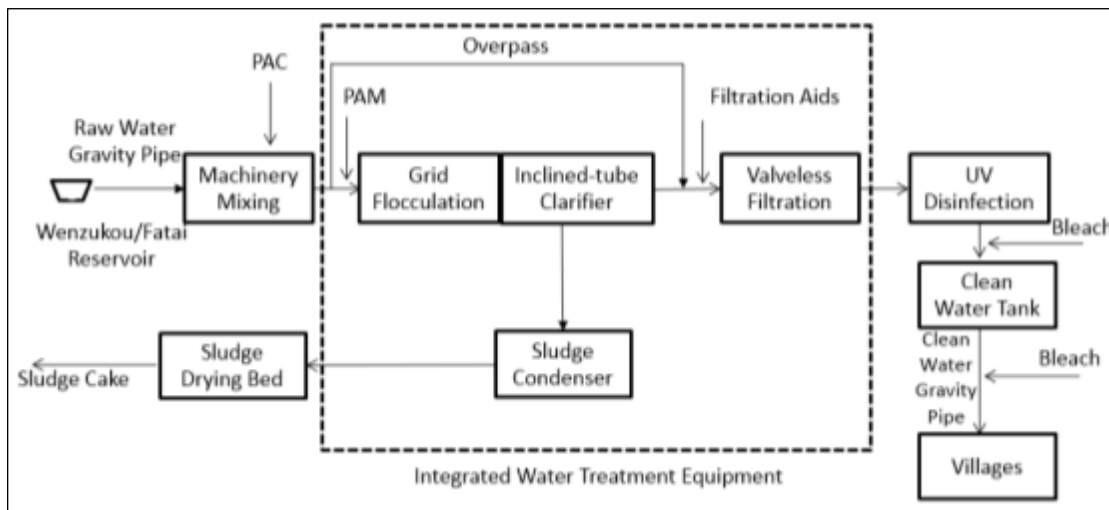 Overpass
PAC
PAM
Filtration Aids
Raw Water
Gravity Pipe
Machinery
Mixing
Grid
Flocculation
Inclined-tube
Clarifier
Valveless
Filtration
UV
Disinfection
Wenzukou/Fatai
Reservoir
Bleach
Clean
Water Tank
Sludge Cake
Sludge
Drying Bed
Sludge
Condenser
Clean
Water
Gravity
Pipe
Bleach
Villages
Integrated Water Treatment Equipment